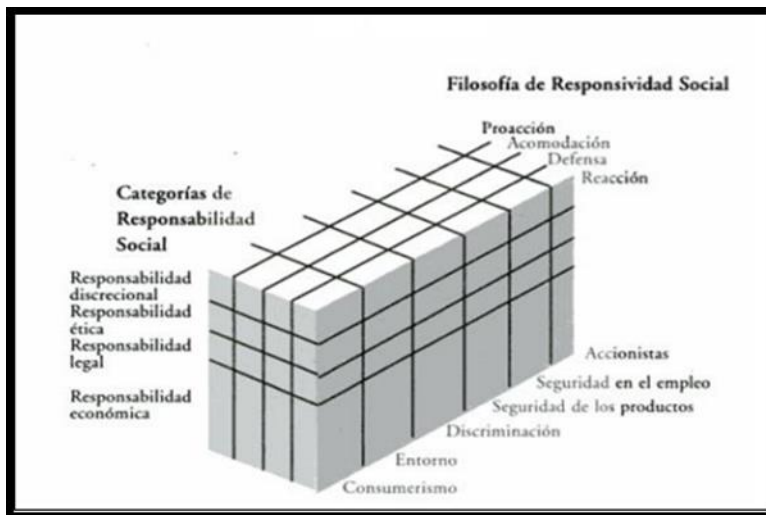 Filosofía de Responsividad Social
Proacción
Acomodación
Defensa
Reacción
Categorías de
Responsabilidad
Social
Responsabilidad
discrecional
Responsabilidad
ética
Responsabilidad
legal
Responsabilidad
económica
Accionistas
Seguridad en el empleo
Seguridad de los productos
Discriminación
Entorno
Consumerismo